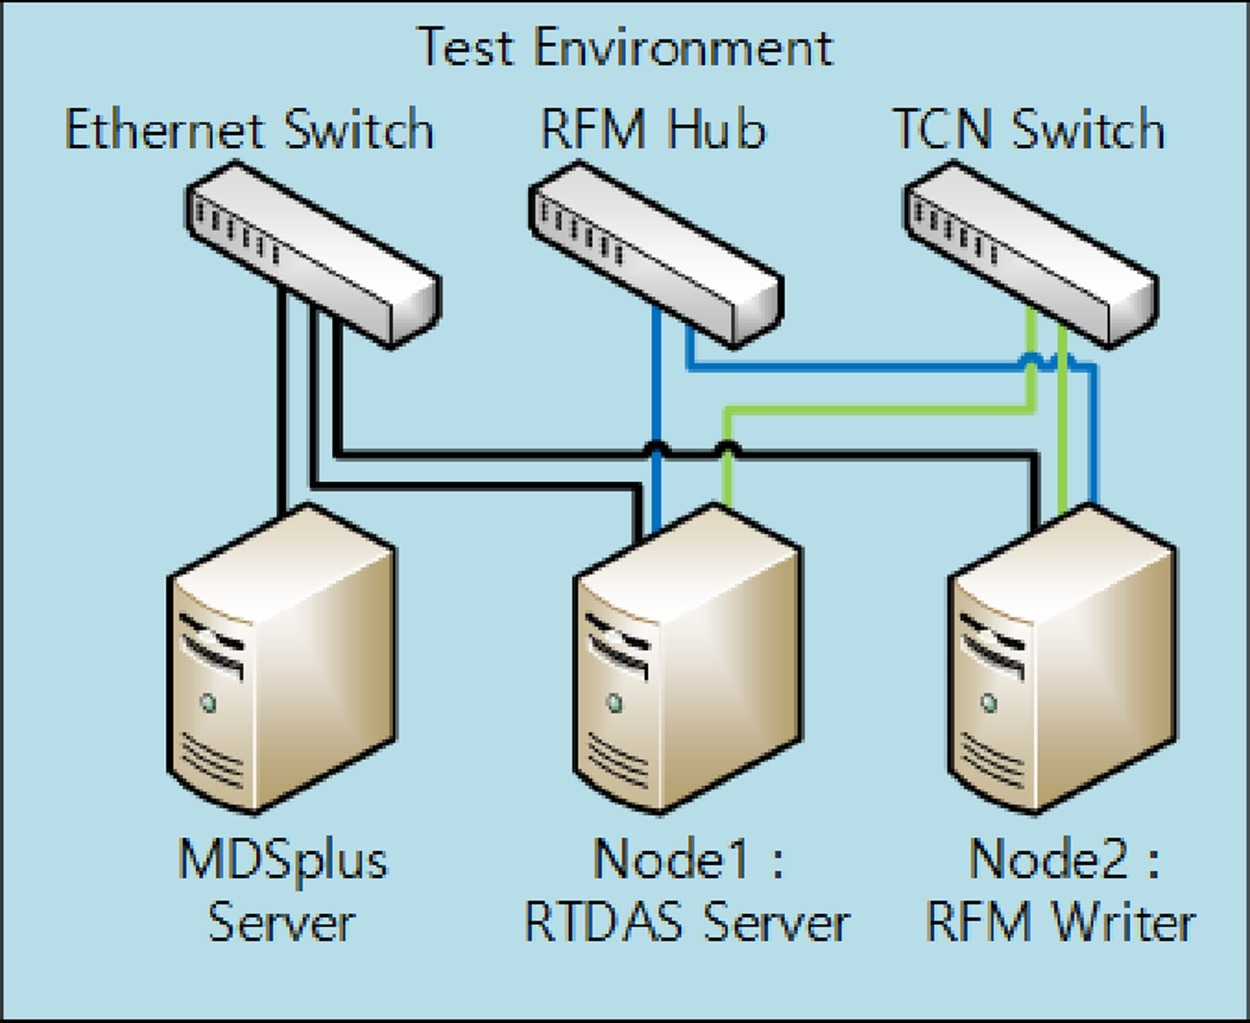 Test Environment
Ethernet Switch
RFM Hub
TCN Switch
MDSplus
Server
Node1 :
RTDAS Server
Node2 :
RFM Writer